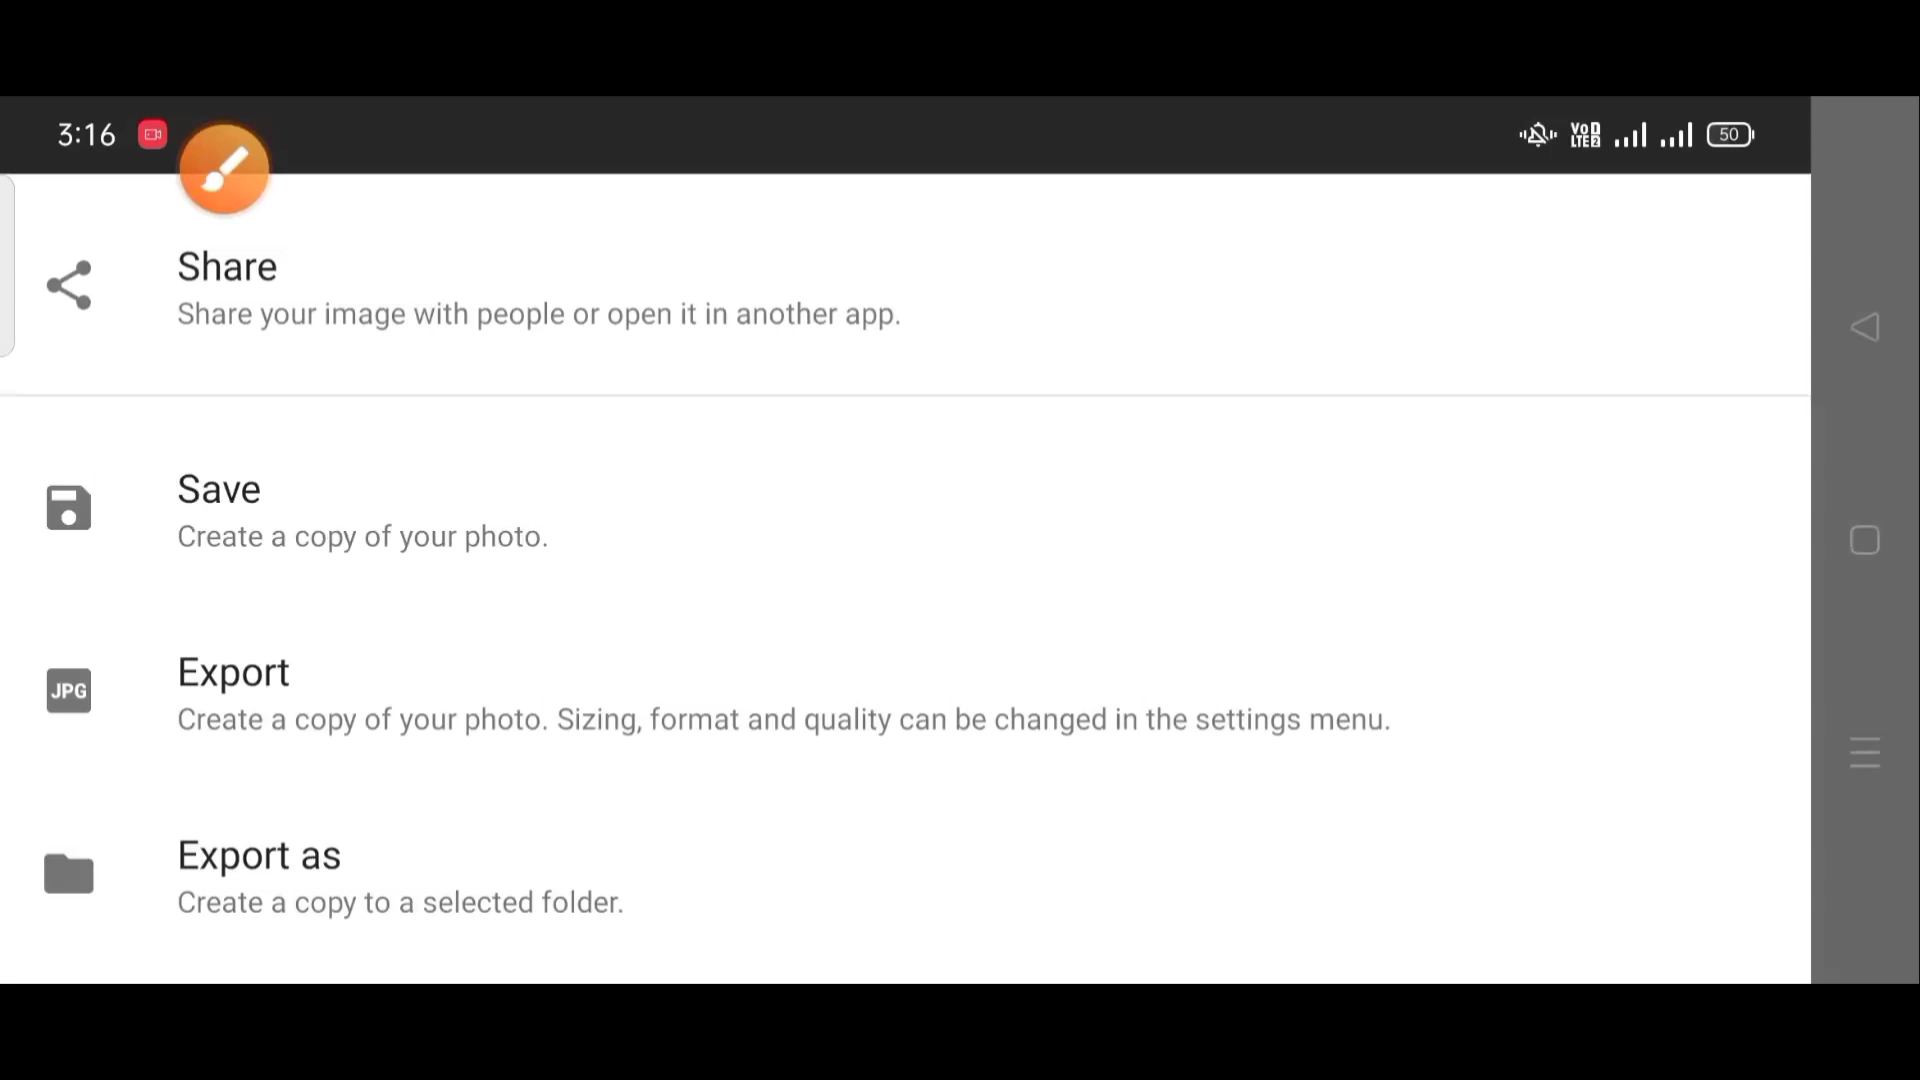 3:16
VoD LTE2
50
Share
Share your image with people or open it in another app.
Save
Create a copy of your photo.
JPG
Export
Create a copy of your photo. Sizing, format and quality can be changed in the settings menu.
Export as
Create a copy to a selected folder.